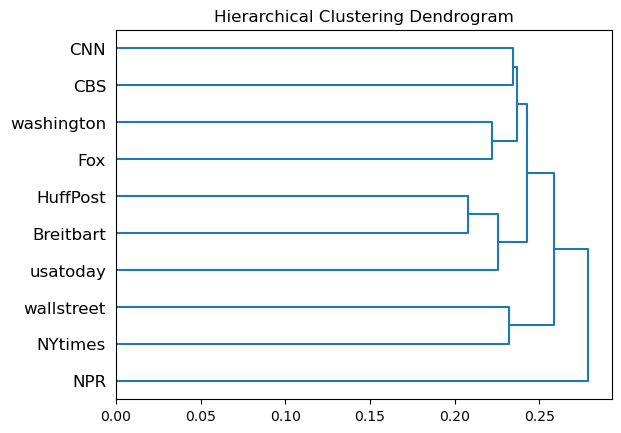 Hierarchical Clustering Dendrogram
CNN
CBS
washington
Fox
HuffPost
Breitbart
usatoday
wallstreet
NYtimes
NPR
0.00 0.05 0.10 0.15 0.20 0.25